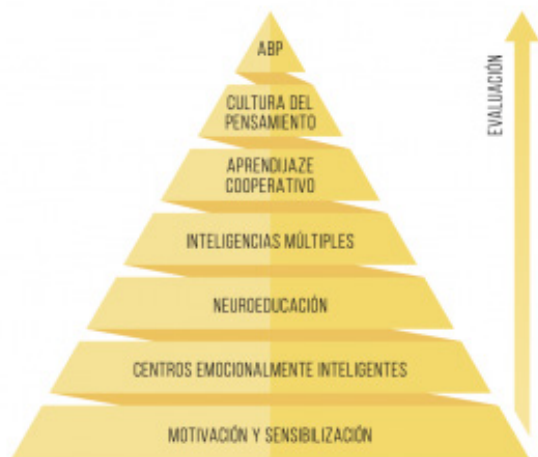 ABP
CULTURA DEL
PENSAMIENTO
APRENDIJAZE
COOPERATIVO
INTELIGENCIAS MÚLTIPLES
NEUROEDUCACIÓN
CENTROS EMOCIONALMENTE INTELIGENTES
MOTIVACIÓN Y SENSIBILIZACIÓN
EVALUACIÓN